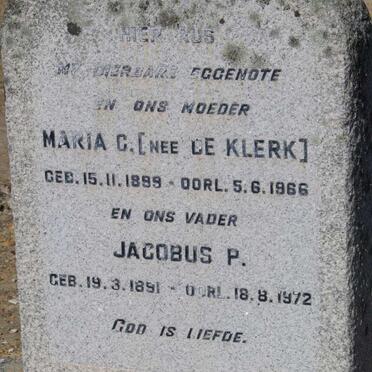 HIER RUS
MY DIERBARE EGGENOTE
EN ONS MOEDER
MARIA C. [NEE DE KLERK]
GEB. 15.11.1899 - OORL. 5.6.1966
EN ONS VADER
JACOBUS P.
GEB. 19.3.1891 - OORL. 18.8.1972
GOD IS LIEFDE.